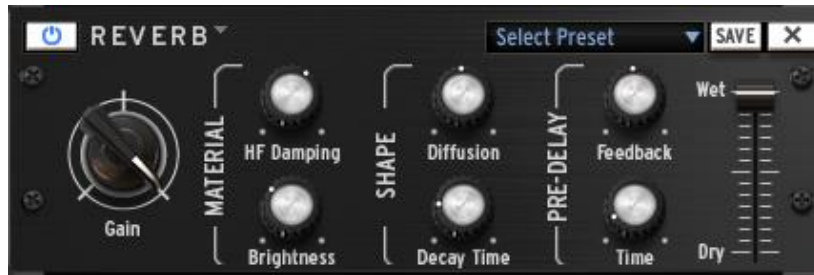 REVERB
Select Preset
SAVE
Gain
MATERIAL
HF Damping
Brightness
SHAPE
Diffusion
Decay Time
PRE-DELAY
Feedback
Time
Wet
Dry